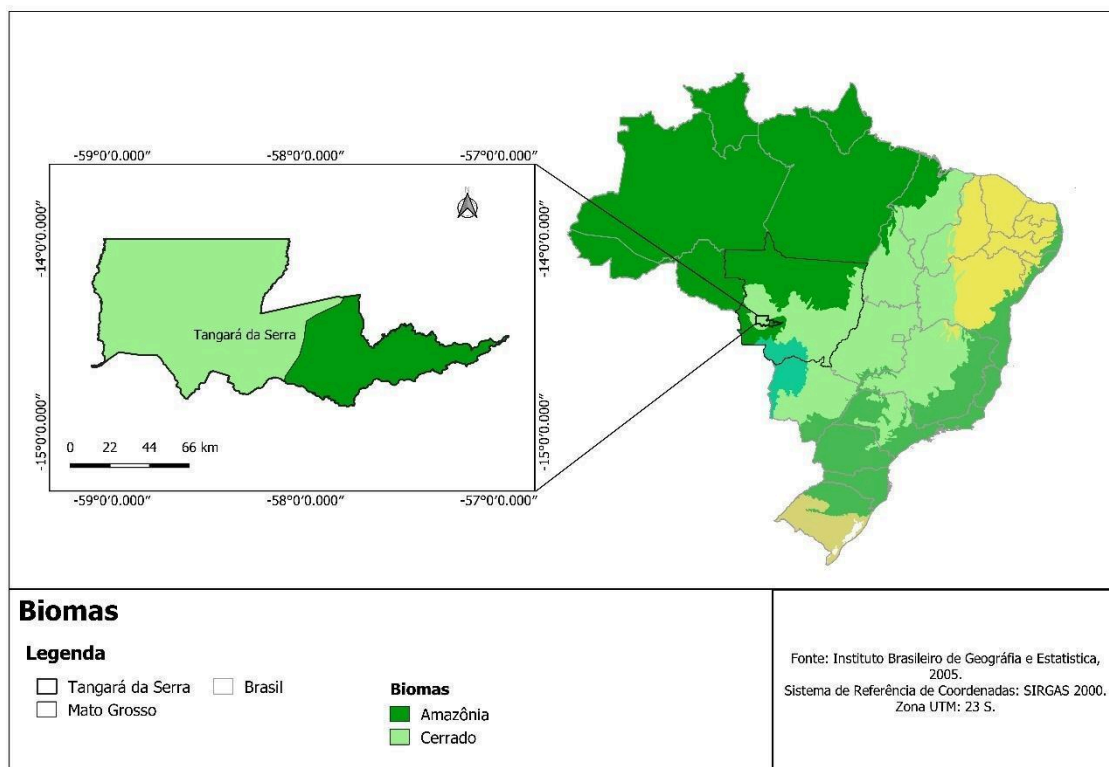 -59°0'0.000"
-58°0'0.000"
-57°0'0.000"
N
-14°0'0.000"
-14°0'0.000"
Tangará da Serra
0 22 44 66 km
-15°0'0.000"
-15°0'0.000"
-59°0'0.000"
-58°0'0.000"
-57°0'0.000"
Biomas
Legenda
Tangará da Serra
Brasil
Mato Grosso
Biomas
Amazônia
Cerrado
Fonte: Instituto Brasileiro de Geográfia e Estatistica,
2005.
Sistema de Referência de Coordenadas: SIRGAS 2000.
Zona UTM: 23 S.